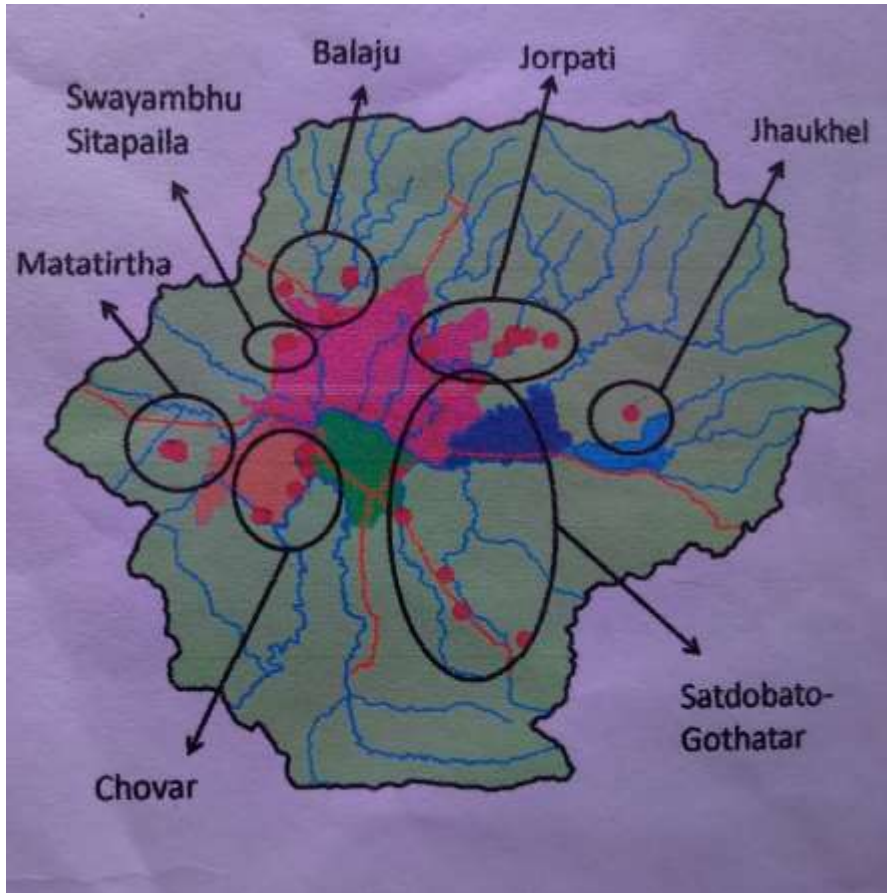 Balaju
Jorpati
Swayambhu
Sitapaila
Jhaukhel
Matatirtha
Satdobato-
Gothatar
Chovar